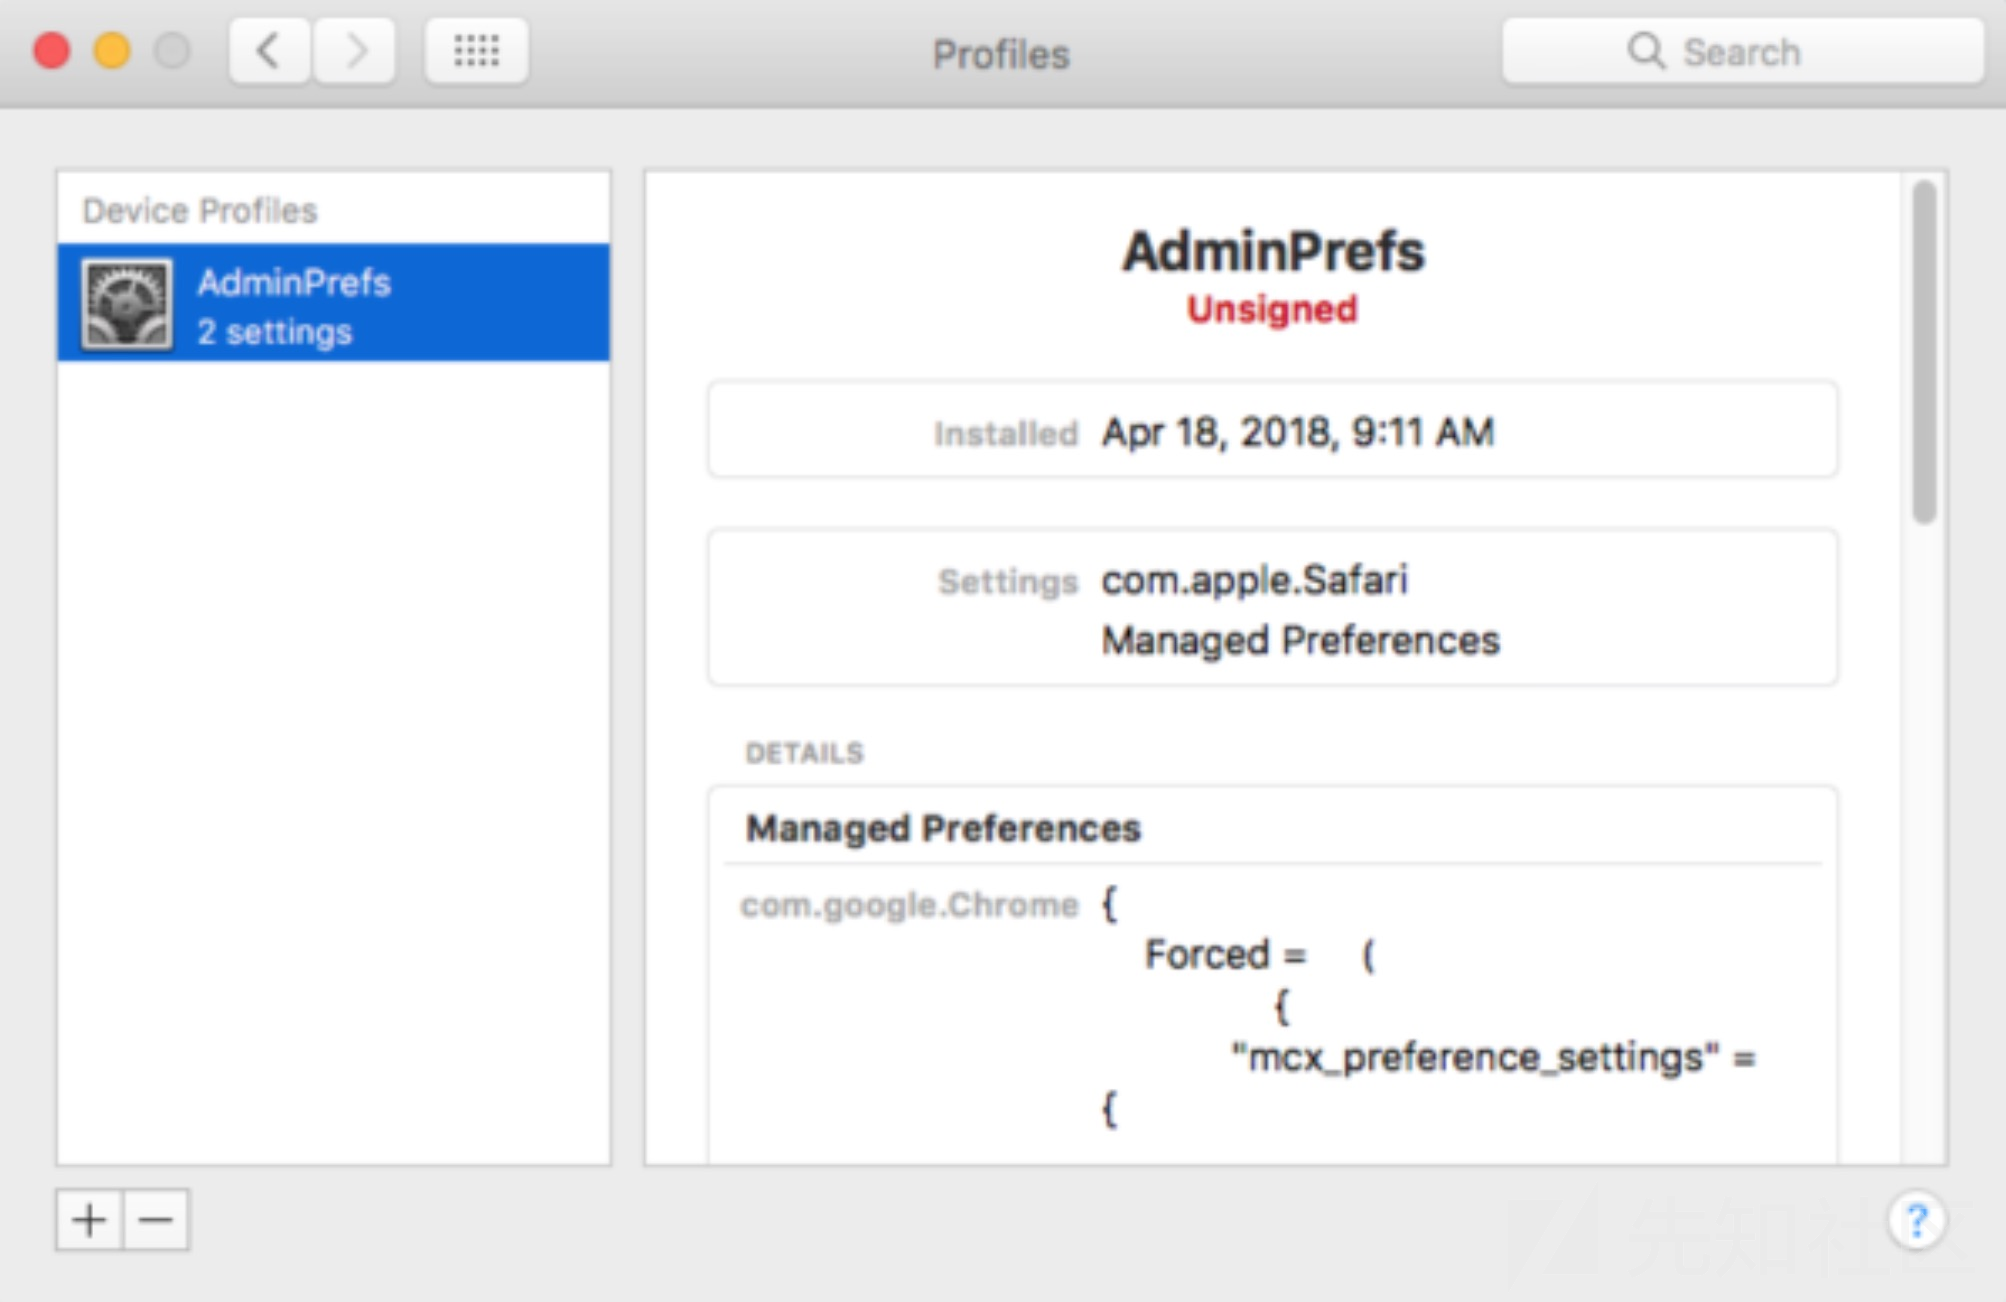 Profiles
Search
Device Profiles
AdminPrefs
2 settings
AdminPrefs
Unsigned
Installed Apr 18, 2018, 9:11 AM
Settings com.apple.Safari
Managed Preferences
DETAILS
Managed Preferences
com.google.Chrome {
Forced = (
{
"mcx_preference_settings" =
{
?
先知社区